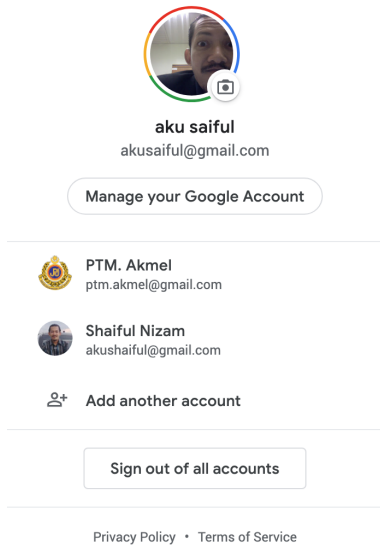 aku saiful
akusaiful@gmail.com
Manage your Google Account
PTM. Akmel
ptm.akmel@gmail.com
Shaiful Nizam
akushaiful@gmail.com
Add another account
Sign out of all accounts
Privacy Policy • Terms of Service